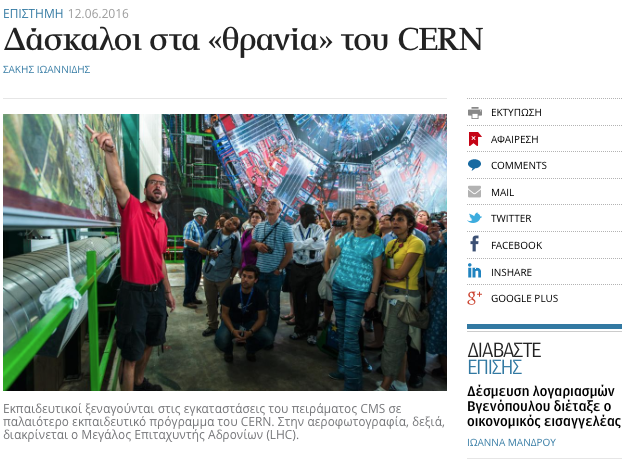 ΕΠΙΣΤΗΜΗ 12.06.2016
Δάσκαλοι στα «θρανία» του CERN
ΣΑΚΗΣ ΙΩΑΝΝΙΔΗΣ
Εκπαιδευτικοί ξεναγούνται στις εγκαταστάσεις του πειράματος CMS σε
παλαιότερο εκπαιδευτικό πρόγραμμα του CERN. Στην αεροφωτογραφία, δεξιά,
διακρίνεται ο Μεγάλος Επιταχυντής Αδρονίων (LHC).
ΕΚΤΥΠΩΣΗ
ΑΦΑΙΡΕΣΗ
COMMENTS
MAIL
TWITTER
FACEBOOK
INSHARE
GOOGLE PLUS
ΔΙΑΒΑΣΤΕ
ΕΠΙΣΗΣ
Δέσμευση λογαριασμών
Βγενόπουλου διέταξε ο
οικονομικός εισαγγελέας
ΙΩΑΝΝΑ ΜΑΝΔΡΟΥ